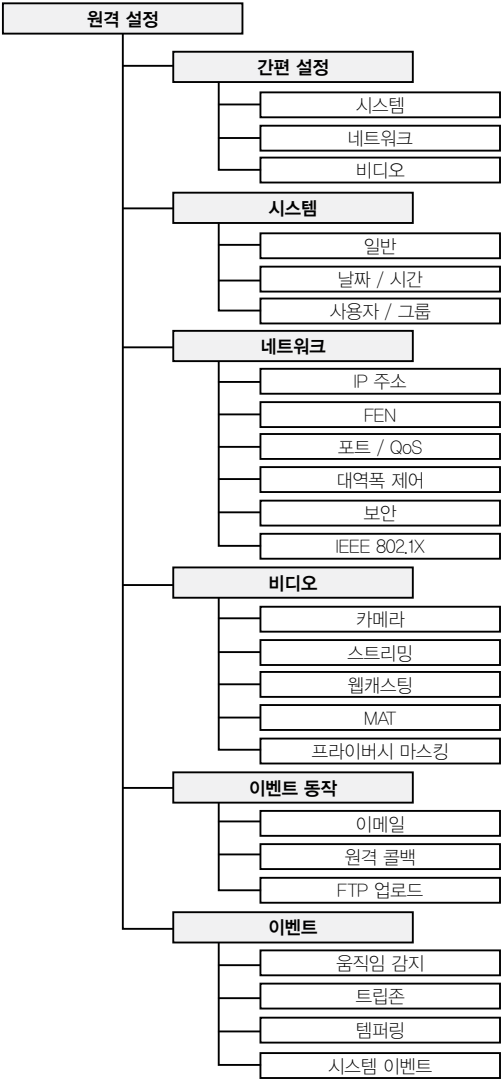 원격 설정
간편 설정
시스템
네트워크
비디오
시스템
일반
날짜 / 시간
사용자 / 그룹
네트워크
IP 주소
FEN
포트 / QoS
대역폭 제어
보안
IEEE 802.1X
비디오
카메라
스트리밍
웹캐스팅
MAT
프라이버시 마스킹
이벤트 동작
이메일
원격 콜백
FTP 업로드
이벤트
움직임 감지
트립존
템퍼링
시스템 이벤트